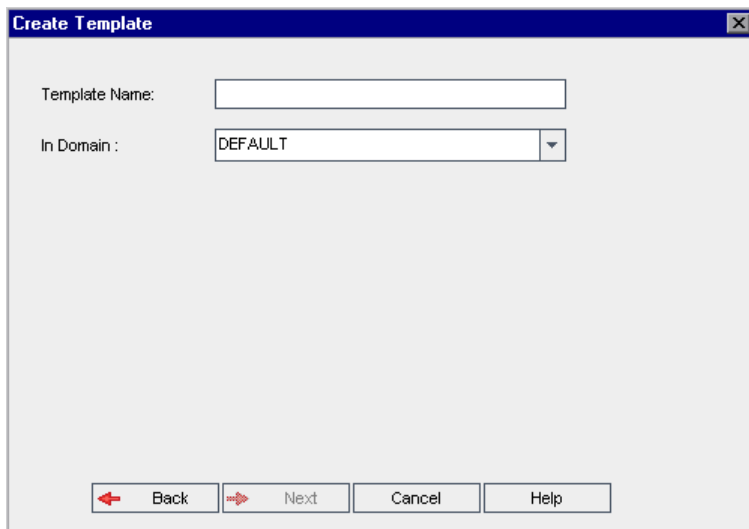 Create Template
Template Name:
In Domain :
DEFAULT
Back
Next
Cancel
Help